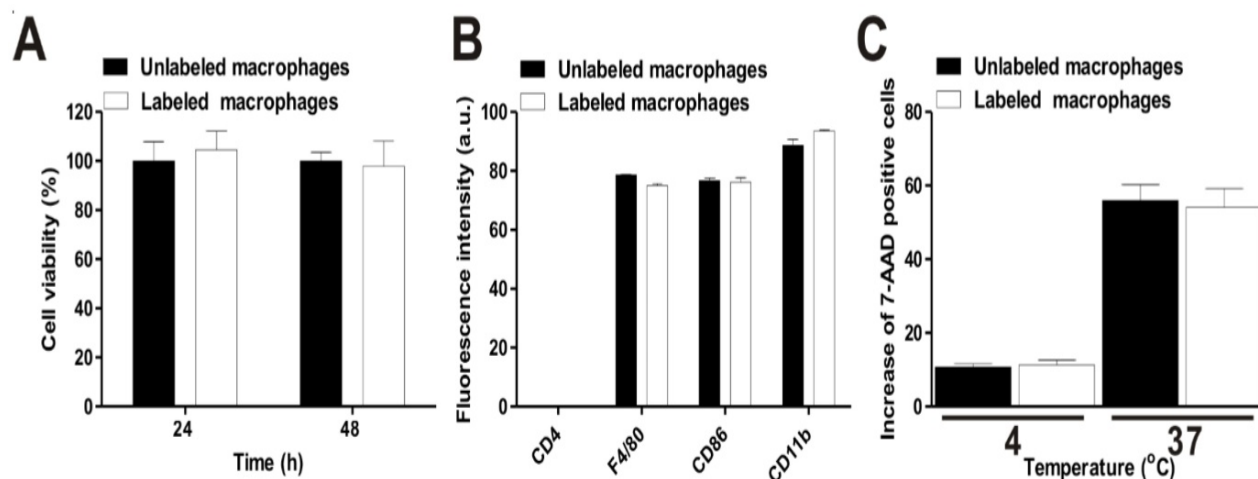 A
Unlabeled macrophages
Labeled macrophages
Cell viability (%)
120
100
80
60
40
20
0
24
48
Time (h)
B
Unlabeled macrophages
Labeled macrophages
Fluorescence intensity (a.u.)
100
80
60
40
20
0
CD4
F4/80
CD86
CD11b
C
Unlabeled macrophages
Labeled macrophages
Increase of 7-AAD positive cells
80
60
40
20
0
4
37
Temperature (°C)